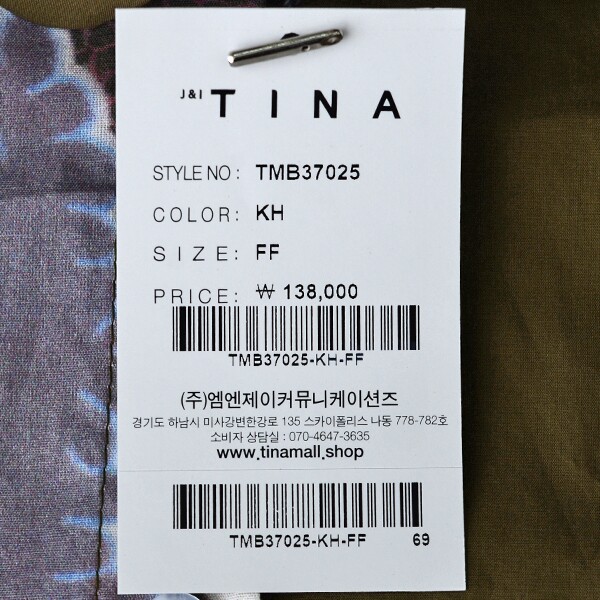 J&I TINA
STYLE NO : TMB37025
COLOR: KH
SIZE: FF
PRICE: ₩ 138,000
TMB37025-KH-FF
(주)엠엔제이커뮤니케이션즈
경기도 하남시 미사강변한강로 135 스카이폴리스 나동 778-782호
소비자 상담실 : 070-4647-3635
www.tinamall.shop
TMB37025-KH-FF 69